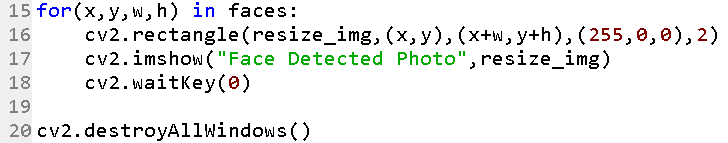 15 for(x,y,w,h) in faces:
16     cv2.rectangle(resize_img,(x,y),(x+w,y+h),(255,0,0),2)
17     cv2.imshow("Face Detected Photo",resize_img)
18     cv2.waitKey(0)
19
20 cv2.destroyAllWindows()